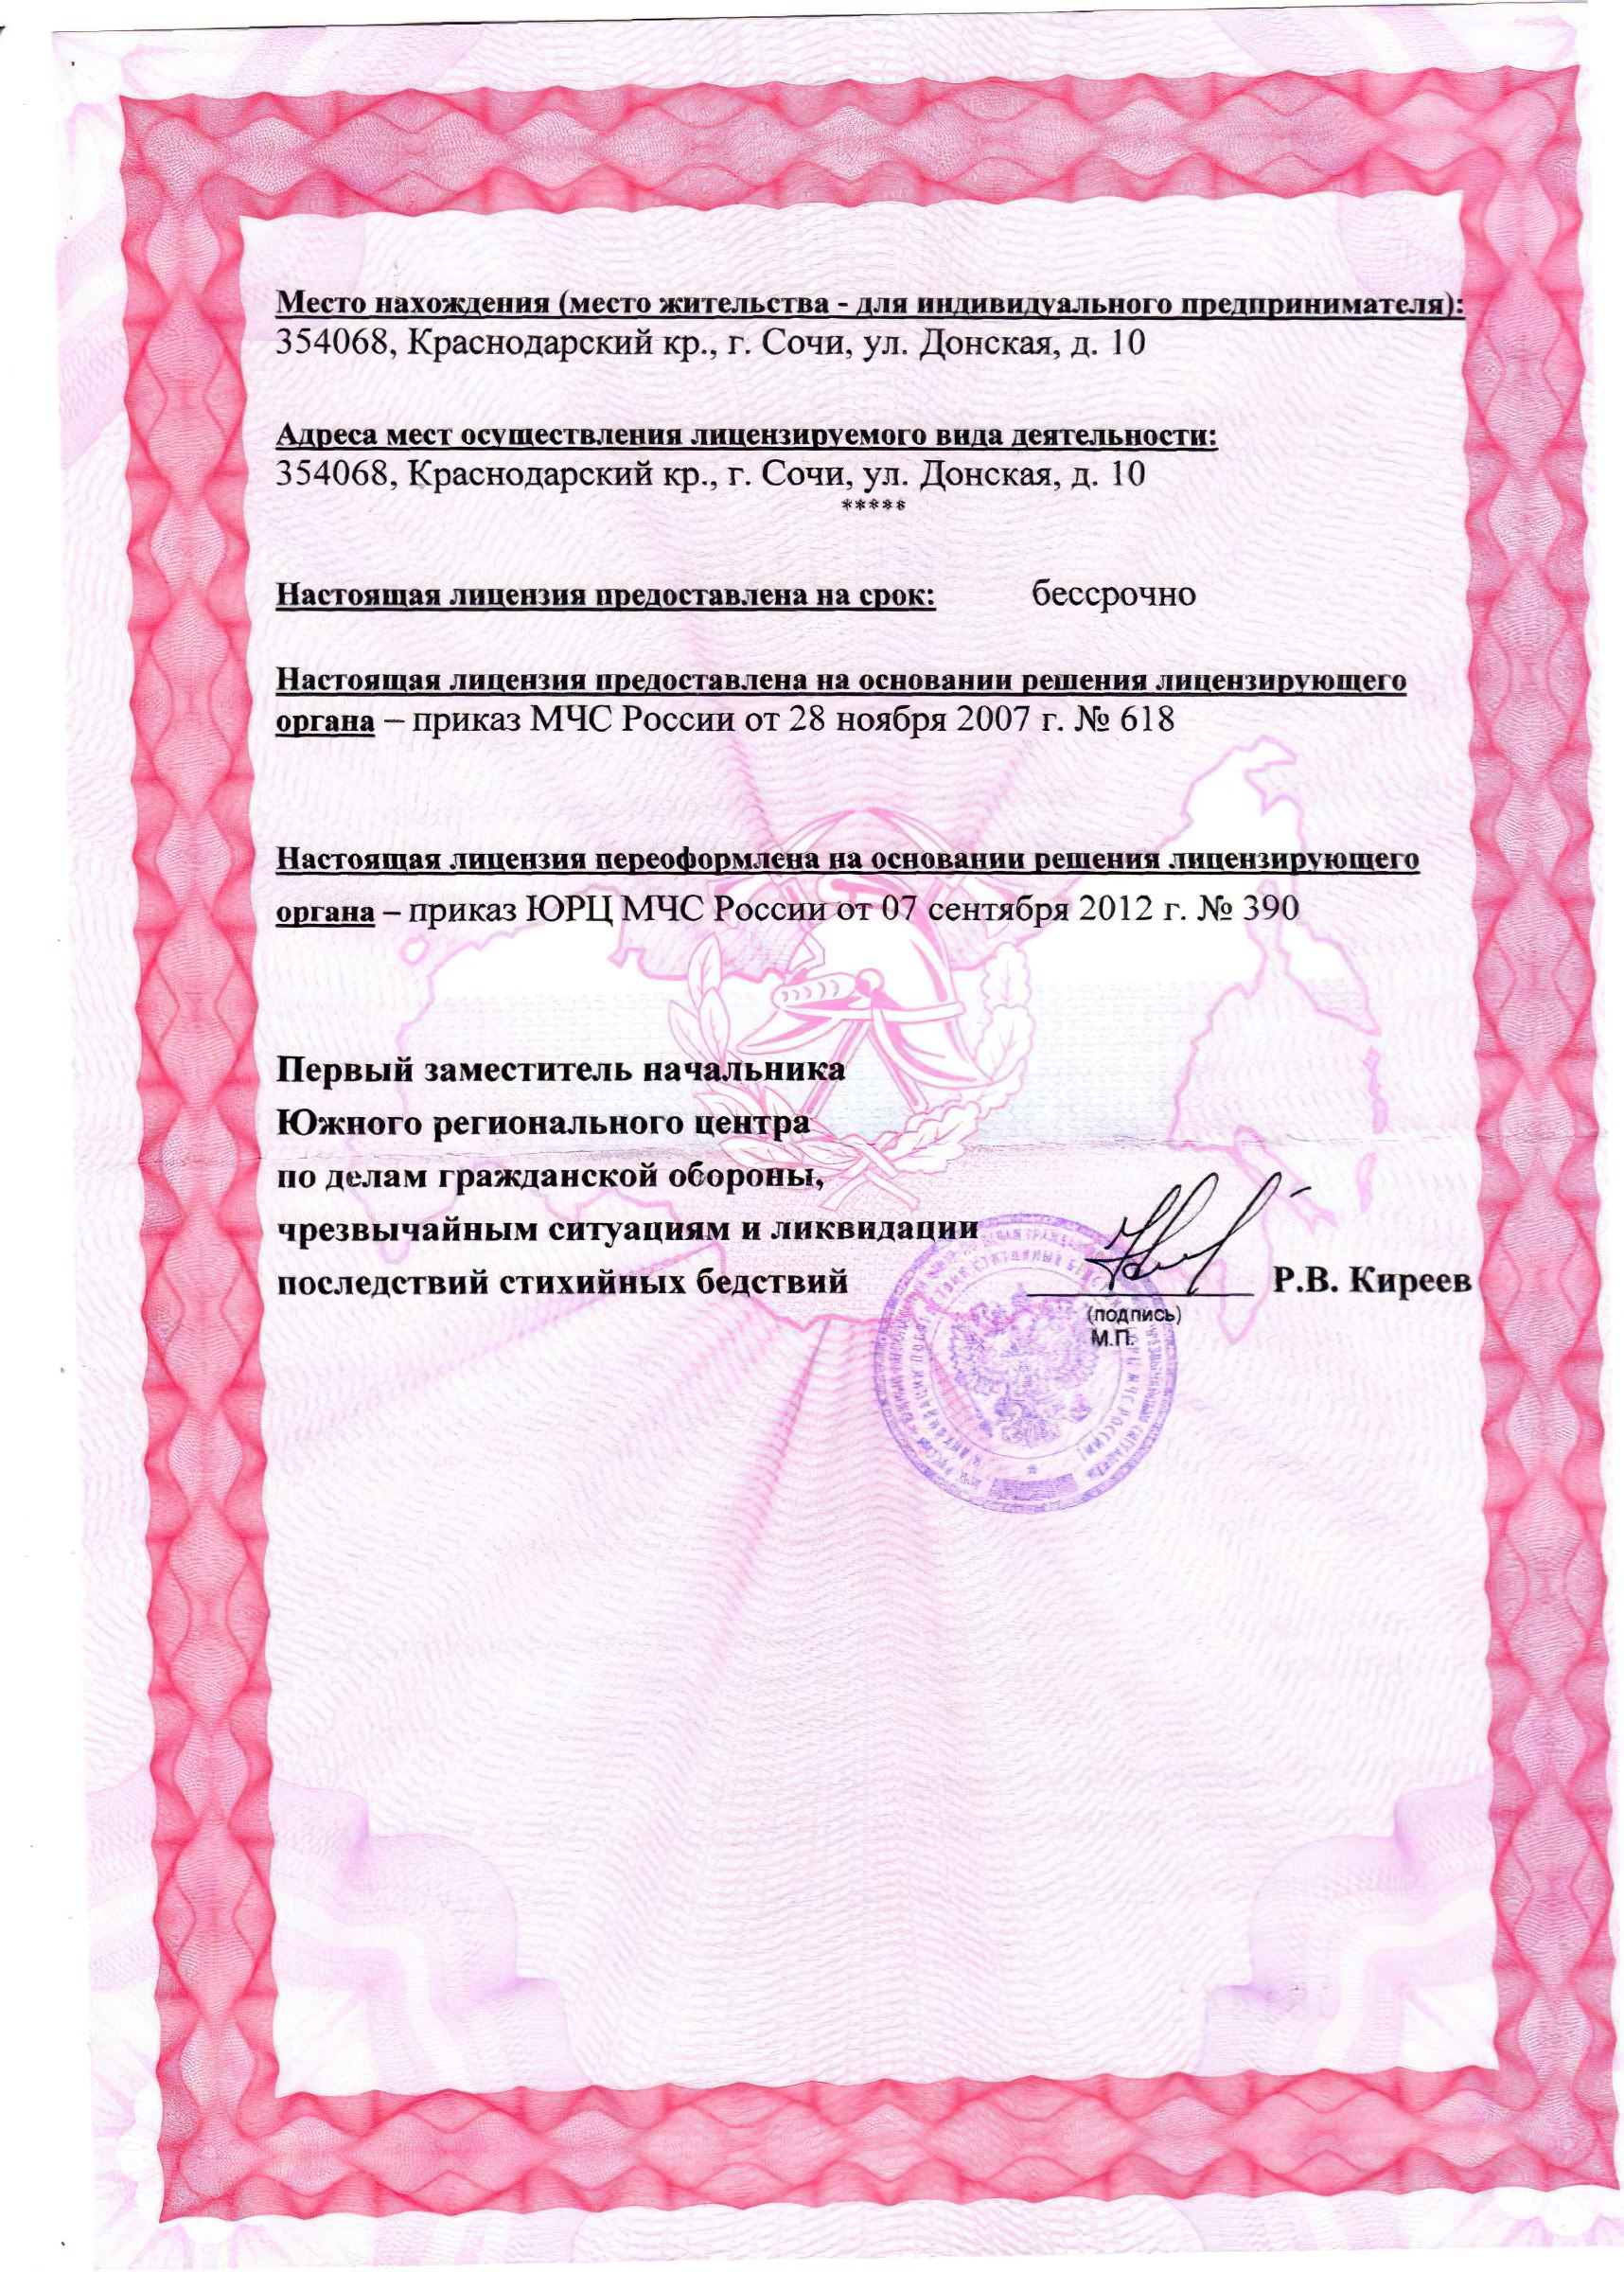 Место нахождения (место жительства - для индивидуального предпринимателя):
354068, Краснодарский кр., г. Сочи, ул. Донская, д. 10
Адреса мест осуществления лицензируемого вида деятельности:
354068, Краснодарский кр., г. Сочи, ул. Донская, д. 10
*****
Настоящая лицензия предоставлена на срок: бессрочно
Настоящая лицензия предоставлена на основании решения лицензирующего
органа – приказ МЧС России от 28 ноября 2007 г. № 618
Настоящая лицензия переоформлена на основании решения лицензирующего
органа – приказ ЮРЦ МЧС России от 07 сентября 2012 г. № 390
Первый заместитель начальника
Южного регионального центра
по делам гражданской обороны,
чрезвычайным ситуациям и ликвидации
последствий стихийных бедствий
Р.В. Киреев
(подпись)
М.П.